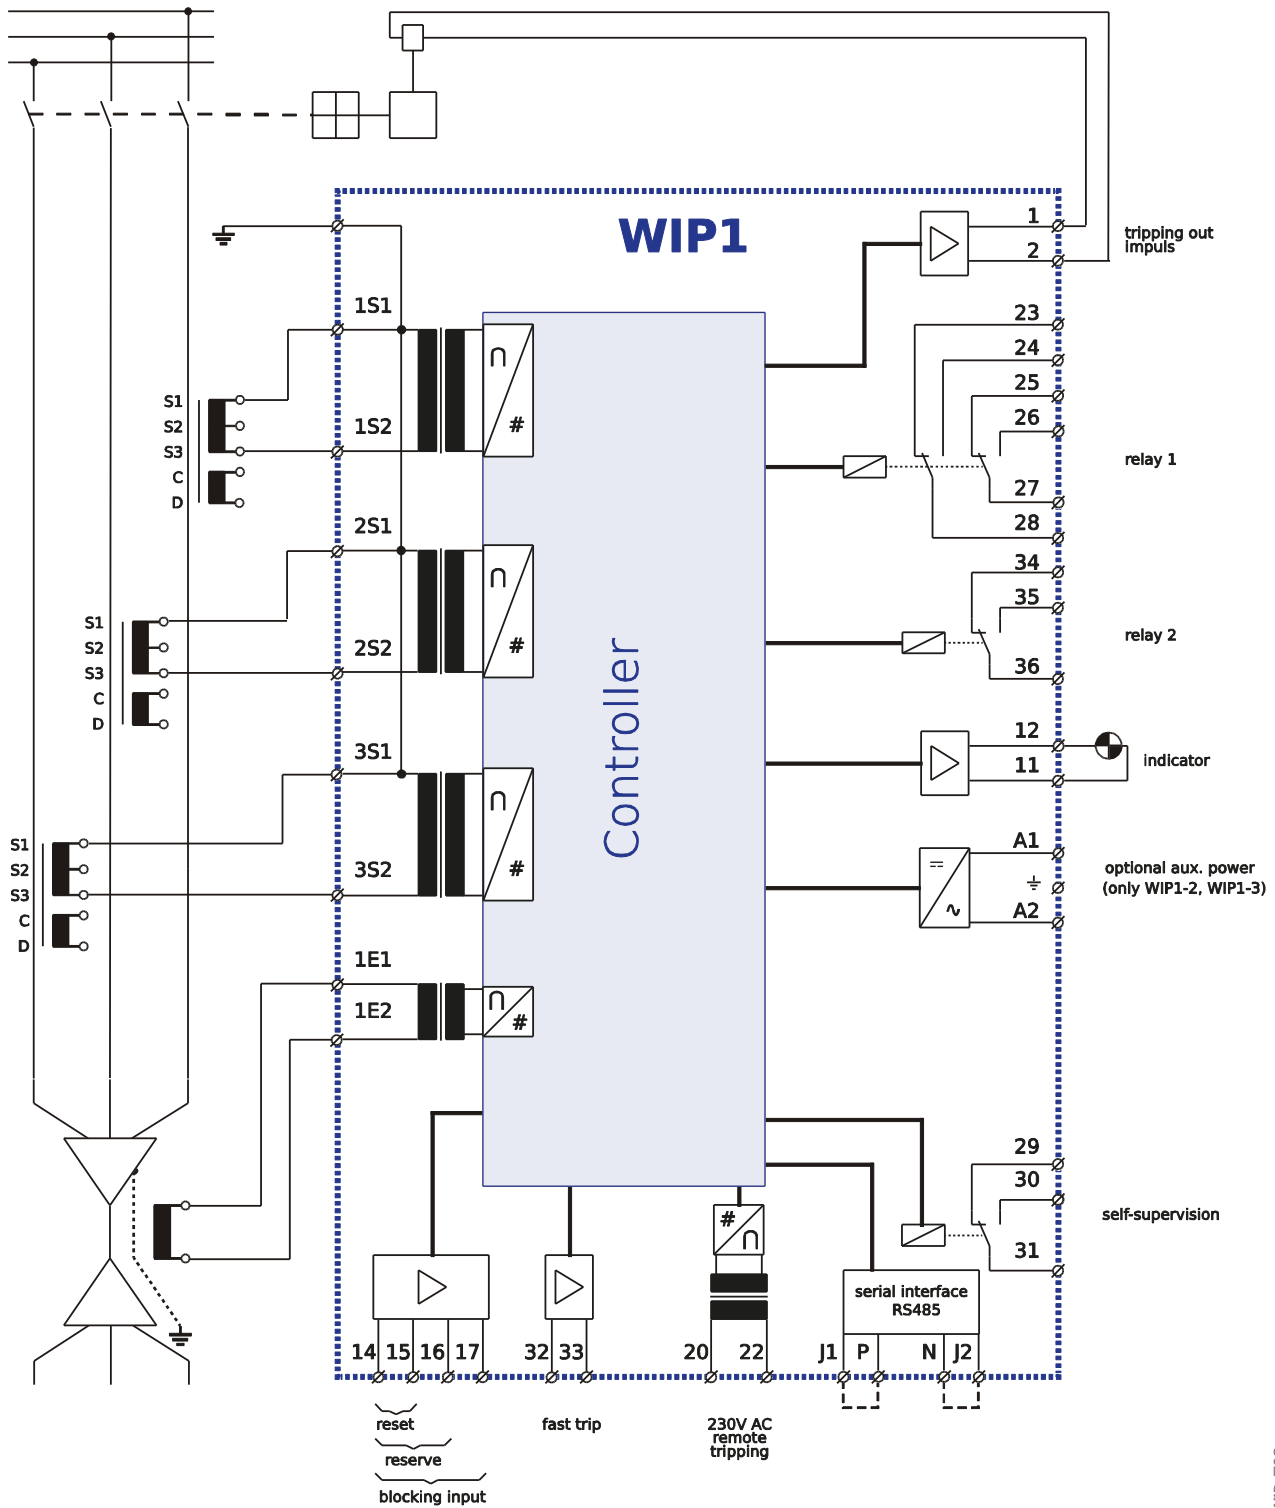 WIP1
1
2
tripping out
impuls
1S1
1S2
S1
S2
S3
C
D
23
24
25
26
27
28
relay 1
2S1
2S2
S1
S2
S3
C
D
34
35
36
relay 2
Controller
3S1
3S2
S1
S2
S3
C
D
12
11
indicator
A1
A2
optional aux. power
(only WIP1-2, WIP1-3)
1E1
1E2
#
#
#
#
#
29
30
31
self-supervision
serial interface
RS485
14 15 16 17
32 33
20 22
J1 P N J2
reset
reserve
blocking input
fast trip
230V AC
remote
tripping